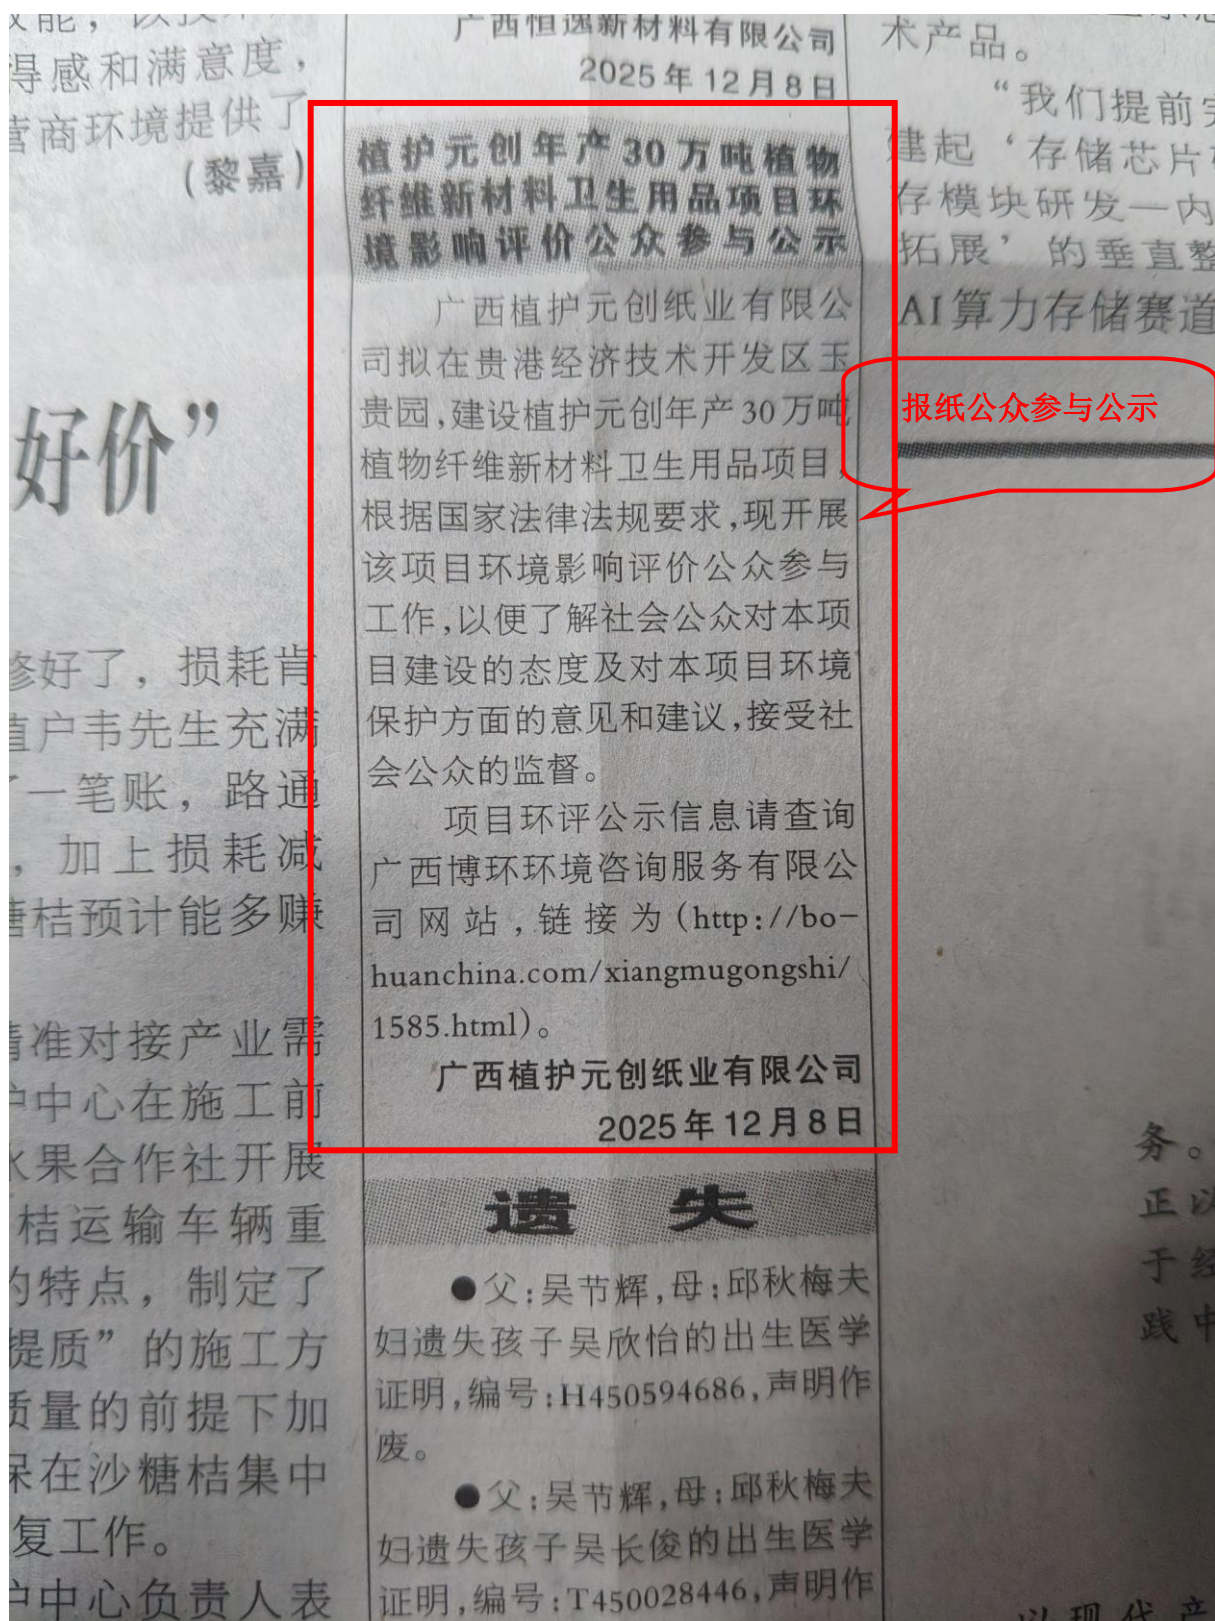 得感和满意度，
营商环境提供了
（黎嘉）
好价”
修好了，损耗肯
植户韦先生充满
了一笔账，路通
，加上损耗减
糖桔预计能多赚
精准对接产业需
护中心在施工前
水果合作社开展
桔运输车辆重
的特点，制定了
提质”的施工方
质量的前提下加
保在沙糖桔集中
复工作。
护中心负责人表
广西恒逸新材料有限公司
2025年12月8日
植护元创年产30万吨植物
纤维新材料卫生用品项目环
境影响评价公众参与公示
广西植护元创纸业有限公
司拟在贵港经济技术开发区玉
贵园，建设植护元创年产30万吨
植物纤维新材料卫生用品项目，
根据国家法律法规要求，现开展
该项目环境影响评价公众参与
工作，以便了解社会公众对本项
目建设的态度及对本项目环境
保护方面的意见和建议，接受社
会公众的监督。
项目环评公示信息请查询
广西博环环境咨询服务有限公
司网站，链接为（http://bo-
huanchina.com/xiangmugongshi/
1585.html）。
广西植护元创纸业有限公司
2025年12月8日
遗 失
●父：吴节辉，母：邱秋梅夫
妇遗失孩子吴欣怡的出生医学
证明，编号：H450594686，声明作
废。
●父：吴节辉，母：邱秋梅夫
妇遗失孩子吴长俊的出生医学
证明，编号：T450028446，声明作
术产品。
“我们提前完
建起‘存储芯片
存模块研发—内
拓展’的垂直整
AI算力存储赛道
报纸公众参与公示
务。
正以
于经
践中